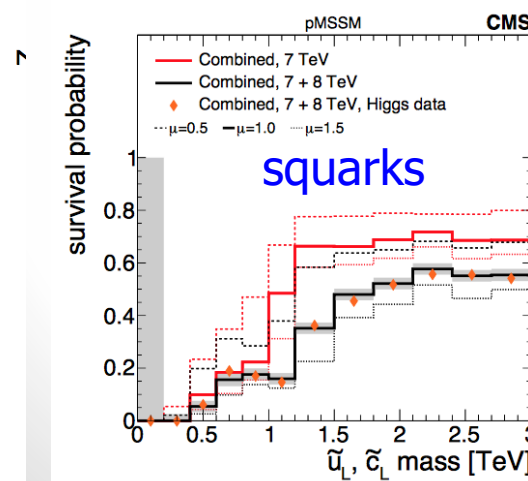 pMSSM CMS
Combined, 7 TeV
Combined, 7 + 8 TeV
Combined, 7 + 8 TeV, Higgs data
μ=0.5 μ=1.0 μ=1.5
squarks
survival probability
1
0.8
0.6
0.4
0.2
0
0 0.5 1 1.5 2 2.5 3
ũL, c̃L mass [TeV]